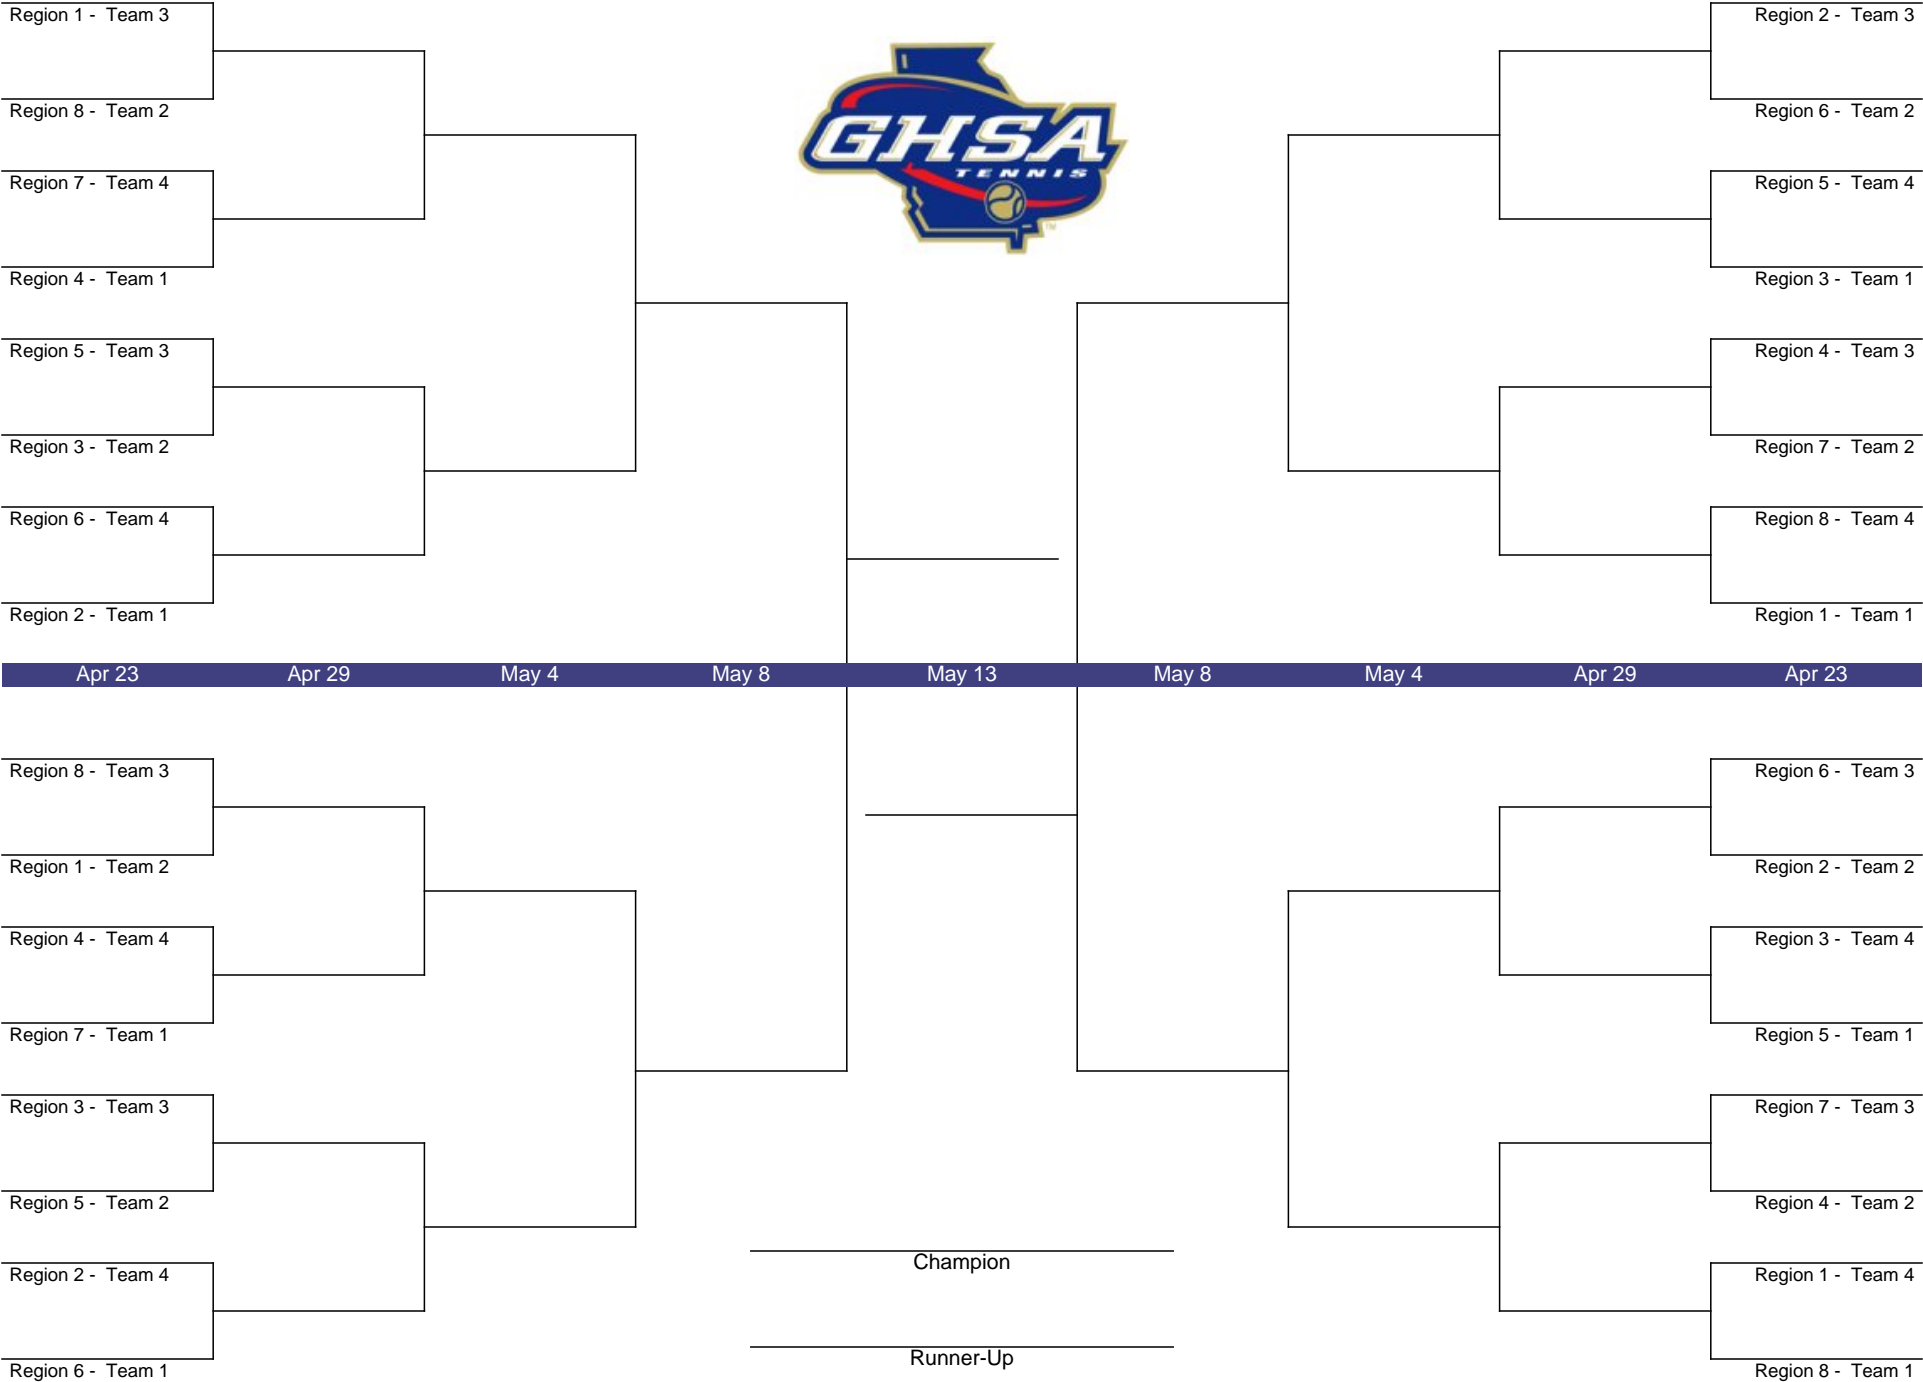 Region 1 - Team 3
Region 8 - Team 2
Region 7 - Team 4
Region 4 - Team 1
Region 5 - Team 3
Region 3 - Team 2
Region 6 - Team 4
Region 2 - Team 1
GHSA
TENNIS
TM
Region 2 - Team 3
Region 6 - Team 2
Region 5 - Team 4
Region 3 - Team 1
Region 4 - Team 3
Region 7 - Team 2
Region 8 - Team 4
Region 1 - Team 1
Apr 23 Apr 29 May 4 May 8 May 13 May 8 May 4 Apr 29 Apr 23
Region 8 - Team 3
Region 1 - Team 2
Region 4 - Team 4
Region 7 - Team 1
Region 3 - Team 3
Region 5 - Team 2
Region 2 - Team 4
Region 6 - Team 1
Champion
Runner-Up
Region 6 - Team 3
Region 2 - Team 2
Region 3 - Team 4
Region 5 - Team 1
Region 7 - Team 3
Region 4 - Team 2
Region 1 - Team 4
Region 8 - Team 1